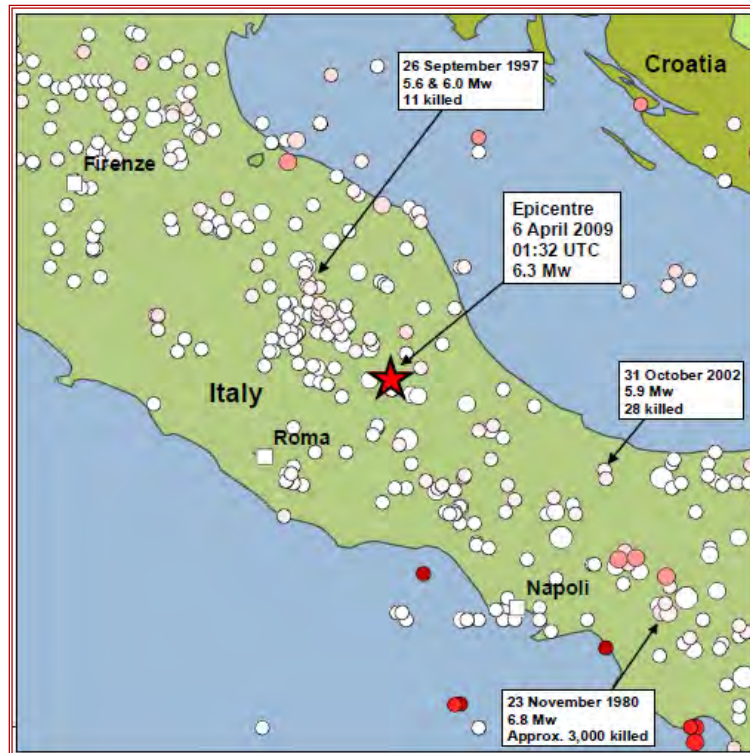 26 September 1997
5.6 & 6.0 Mw
11 killed
Croatia
Firenze
Epicentre
6 April 2009
01:32 UTC
6.3 Mw
Italy
31 October 2002
5.9 Mw
28 killed
Roma
Napoli
23 November 1980
6.8 Mw
Approx. 3,000 killed